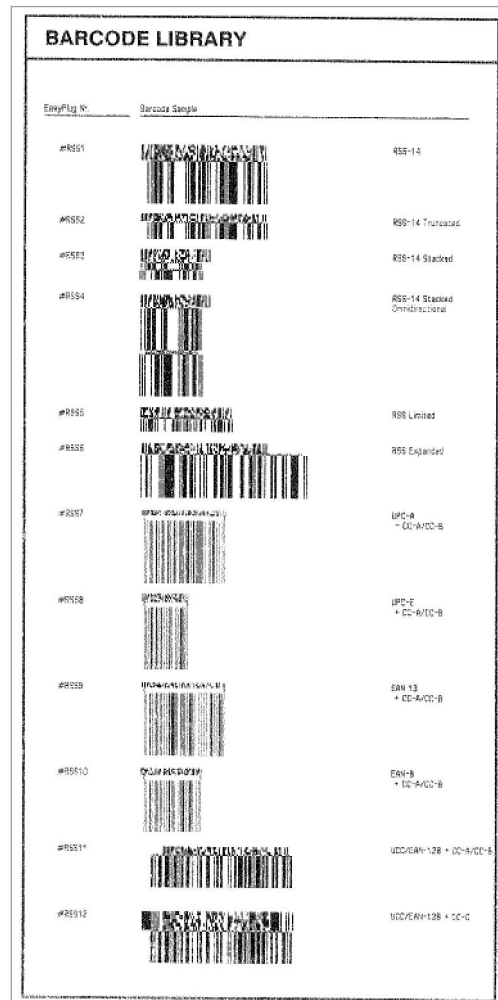 BARCODE LIBRARY
EasyPlug Nr. Barcode Sample
#RSS1 RSS-14
#RSS2 RSS-14 Truncated
#RSS3 RSS-14 Stacked
#RSS4 RSS-14 Stacked
Omnidirectional
#RSS5 RSS Limited
#RSS6 RSS Expanded
#RSS7 UPC-A
+ CC-A/CC-B
#RSS8 UPC-E
+ CC-A/CC-B
#RSS9 EAN-13
+ CC-A/CC-B
#RSS10 EAN-8
+ CC-A/CC-B
#RSS11 UCC/EAN-128 + CC-A/CC-B
#RSS12 UCC/EAN-128 + CC-C